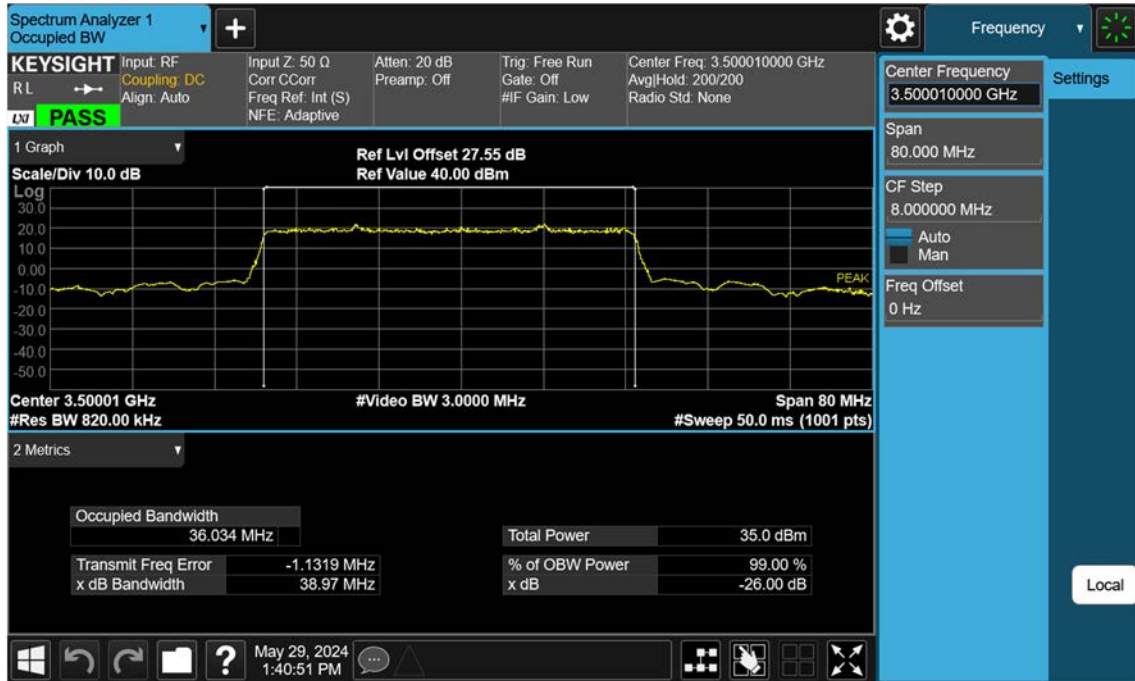 Spectrum Analyzer 1
Occupied BW
Frequency
KEYSIGHT
R L
LXI PASS
Input: RF
Coupling: DC
Align: Auto
Input Z: 50 Ω
Corr CCorr
Freq Ref: Int (S)
NFE: Adaptive
Atten: 20 dB
Preamp: Off
Trig: Free Run
Gate: Off
#IF Gain: Low
Center Freq: 3.500010000 GHz
Avg|Hold: 200/200
Radio Std: None
1 Graph
Scale/Div 10.0 dB
Ref Lvl Offset 27.55 dB
Ref Value 40.00 dBm
Log
30.0
20.0
10.0
0.00
-10.0
-20.0
-30.0
-40.0
-50.0
PEAK
Center 3.50001 GHz
#Video BW 3.0000 MHz
Span 80 MHz
#Res BW 820.00 kHz
#Sweep 50.0 ms (1001 pts)
2 Metrics
Occupied Bandwidth
36.034 MHz
Total Power 35.0 dBm
Transmit Freq Error -1.1319 MHz
% of OBW Power 99.00 %
x dB Bandwidth 38.97 MHz
x dB -26.00 dB
May 29, 2024
1:40:51 PM
Center Frequency
3.500010000 GHz
Settings
Span
80.000 MHz
CF Step
8.000000 MHz
Auto
Man
Freq Offset
0 Hz
Local